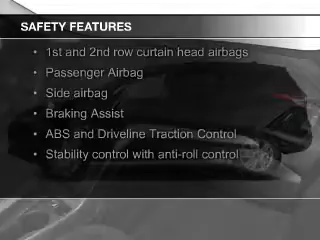 SAFETY FEATURES
• 1st and 2nd row curtain head airbags
• Passenger Airbag
• Side airbag
• Braking Assist
• ABS and Driveline Traction Control
• Stability control with anti-roll control